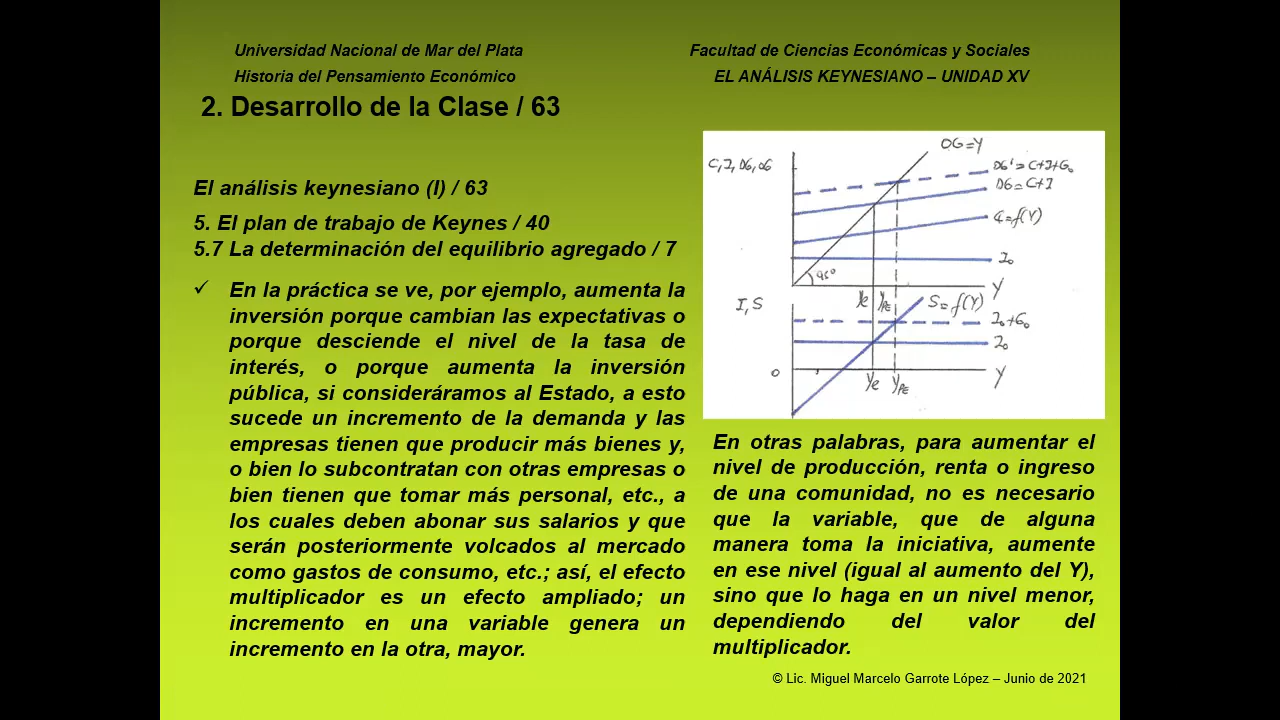 Universidad Nacional de Mar del Plata
Facultad de Ciencias Económicas y Sociales
Historia del Pensamiento Económico
EL ANÁLISIS KEYNESIANO – UNIDAD XV
2. Desarrollo de la Clase / 63
El análisis keynesiano (I) / 63
5. El plan de trabajo de Keynes / 40
5.7 La determinación del equilibrio agregado / 7
✓ En la práctica se ve, por ejemplo, aumenta la
inversión porque cambian las expectativas o
porque desciende el nivel de la tasa de
interés, o porque aumenta la inversión
pública, si consideráramos al Estado, a esto
sucede un incremento de la demanda y las
empresas tienen que producir más bienes y,
o bien lo subcontratan con otras empresas o
bien tienen que tomar más personal, etc., a
los cuales deben abonar sus salarios y que
serán posteriormente volcados al mercado
como gastos de consumo, etc.; así, el efecto
multiplicador es un efecto ampliado; un
incremento en una variable genera un
incremento en la otra, mayor.
OG=Y
C, I, DG, OG
DG' = C+I+G₀
DG = C+I
C=f(Y)
I₀
45°
Y
Ye
Y_PE
I, S
S=f(Y)
I₀+G₀
I₀
0
Y
Ye
Y_PE
En otras palabras, para aumentar el
nivel de producción, renta o ingreso
de una comunidad, no es necesario
que la variable, que de alguna
manera toma la iniciativa, aumente
en ese nivel (igual al aumento del Y),
sino que lo haga en un nivel menor,
dependiendo del valor del
multiplicador.
© Lic. Miguel Marcelo Garrote López – Junio de 2021